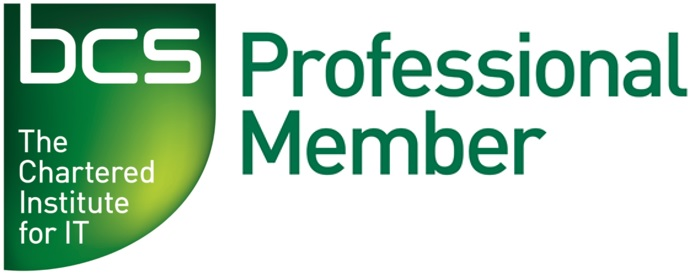 bcs
The
Chartered
Institute
for IT
Professional
Member